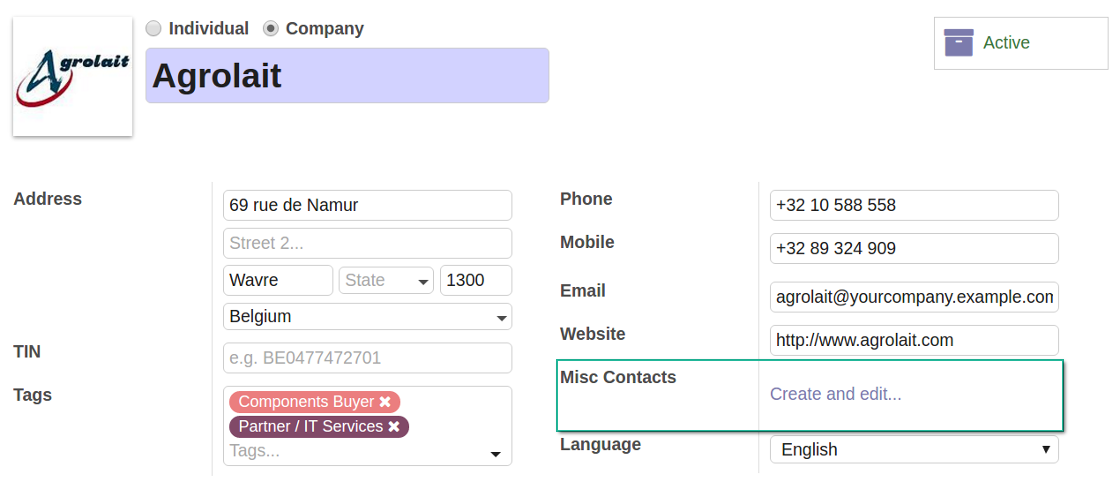 Agrolait
Individual Company
Agrolait
Active
Address
69 rue de Namur
Street 2...
Wavre State 1300
Belgium
TIN
e.g. BE0477472701
Tags
Components Buyer ✖
Partner / IT Services ✖
Tags...
Phone
+32 10 588 558
Mobile
+32 89 324 909
Email
agrolait@yourcompany.example.com
Website
http://www.agrolait.com
Misc Contacts
Create and edit...
Language
English